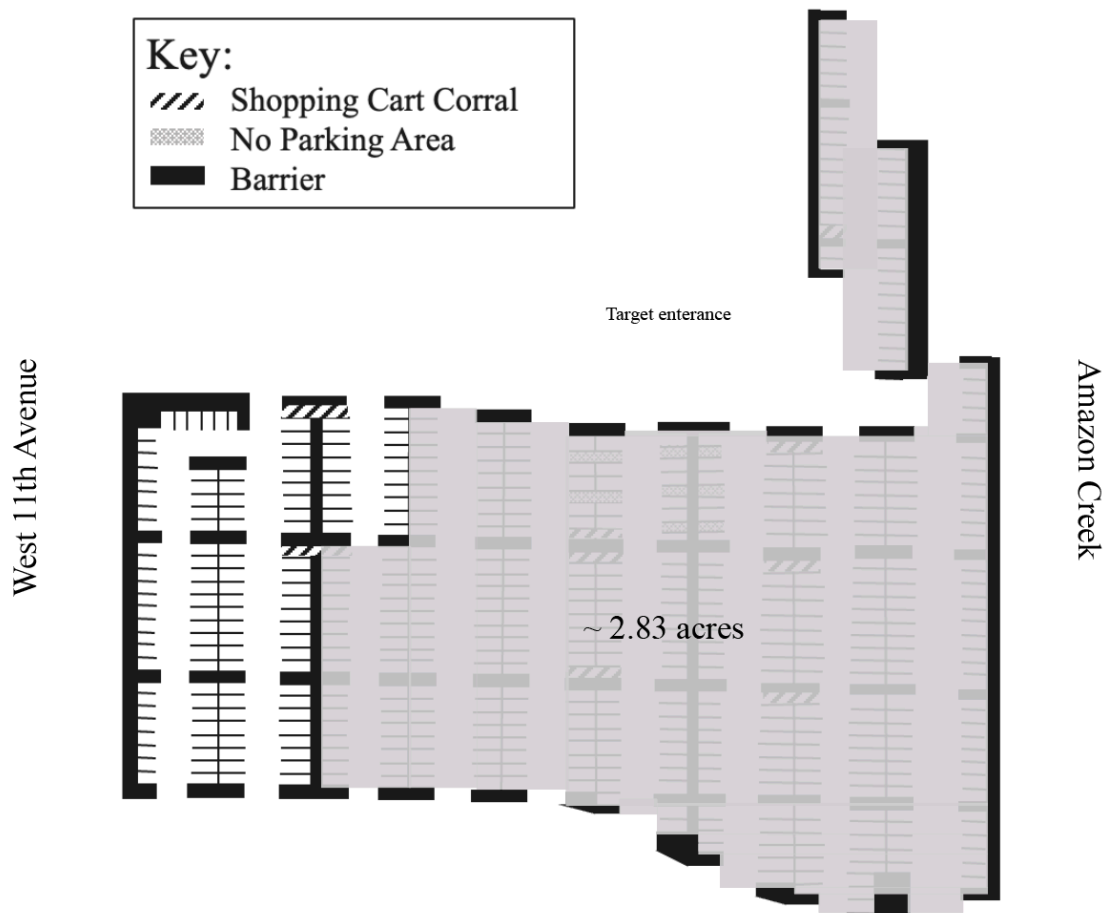 Key:
Shopping Cart Corral
No Parking Area
Barrier
Target enterance
West 11th Avenue
Amazon Creek
~ 2.83 acres